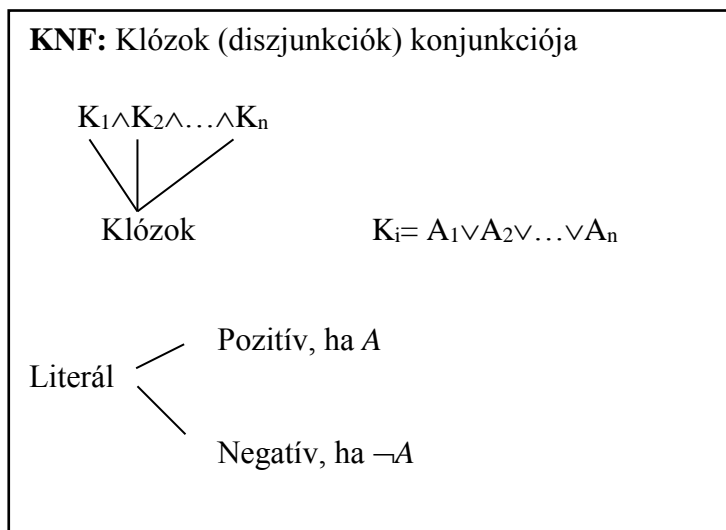 KNF: Klózok (diszjunkciók) konjunkciója
K₁∧K₂∧…∧Kₙ
Klózok
Kᵢ= A₁∨A₂∨…∨Aₙ
Pozitív, ha A
Literál
Negatív, ha ¬A